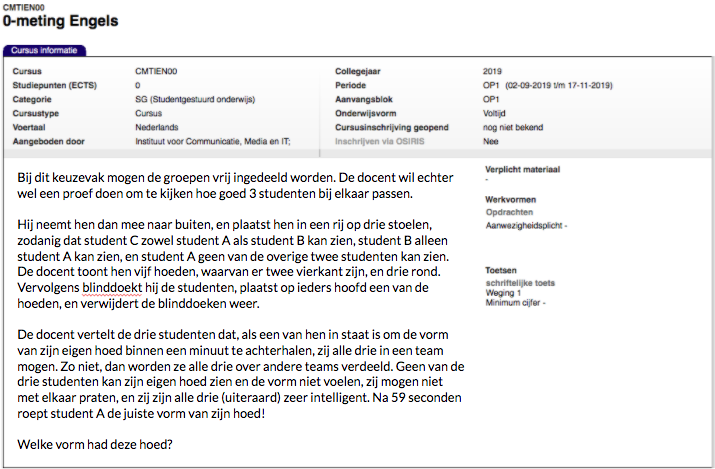 CMTIEN00
0-meting Engels
Cursus informatie
Cursus CMTIEN00 Collegejaar 2019
Studiepunten (ECTS) 0 Periode OP1 (02-09-2019 t/m 17-11-2019)
Categorie SG (Studentgestuurd onderwijs) Aanvangsblok OP1
Cursustype Cursus Onderwijsvorm Voltijd
Voertaal Nederlands Cursusinschrijving geopend nog niet bekend
Aangeboden door Instituut voor Communicatie, Media en IT; Inschrijven via OSIRIS Nee
Bij dit keuzevak mogen de groepen vrij ingedeeld worden. De docent wil echter
wel een proef doen om te kijken hoe goed 3 studenten bij elkaar passen.
Hij neemt hen dan mee naar buiten, en plaatst hen in een rij op drie stoelen,
zodanig dat student C zowel student A als student B kan zien, student B alleen
student A kan zien, en student A geen van de overige twee studenten kan zien.
De docent toont hen vijf hoeden, waarvan er twee vierkant zijn, en drie rond.
Vervolgens blinddoekt hij de studenten, plaatst op ieders hoofd een van de
hoeden, en verwijdert de blinddoeken weer.
De docent vertelt de drie studenten dat, als een van hen in staat is om de vorm
van zijn eigen hoed binnen een minuut te achterhalen, zij alle drie in een team
mogen. Zo niet, dan worden ze alle drie over andere teams verdeeld. Geen van de
drie studenten kan zijn eigen hoed zien en de vorm niet voelen, zij mogen niet
met elkaar praten, en zij zijn alle drie (uiteraard) zeer intelligent. Na 59 seconden
roept student A de juiste vorm van zijn hoed!
Welke vorm had deze hoed?
Verplicht materiaal
-
Werkvormen
Opdrachten
Aanwezigheidsplicht -
Toetsen
schriftelijke toets
Weging 1
Minimum cijfer -